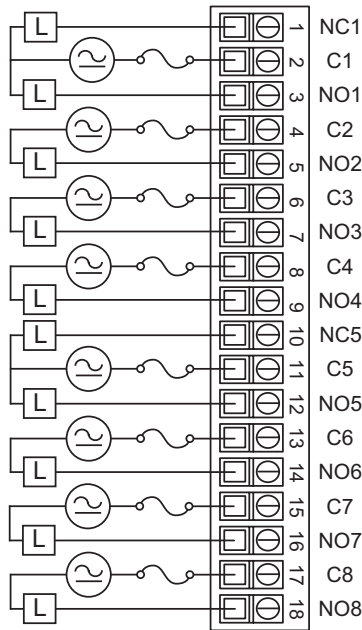 L 1 NC1
2 C1
L 3 NO1
4 C2
L 5 NO2
6 C3
L 7 NO3
8 C4
L 9 NO4
L 10 NC5
11 C5
L 12 NO5
13 C6
L 14 NO6
15 C7
L 16 NO7
17 C8
L 18 NO8